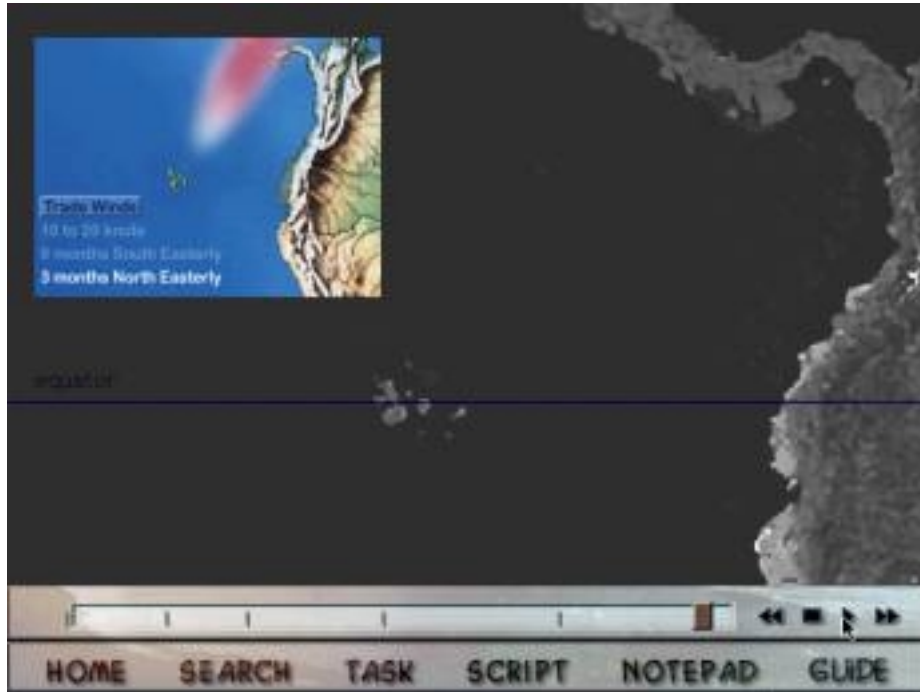 Trade Winds
10 to 20 knots
9 months South Easterly
3 months North Easterly
equator
HOME SEARCH TASK SCRIPT NOTEPAD GUIDE